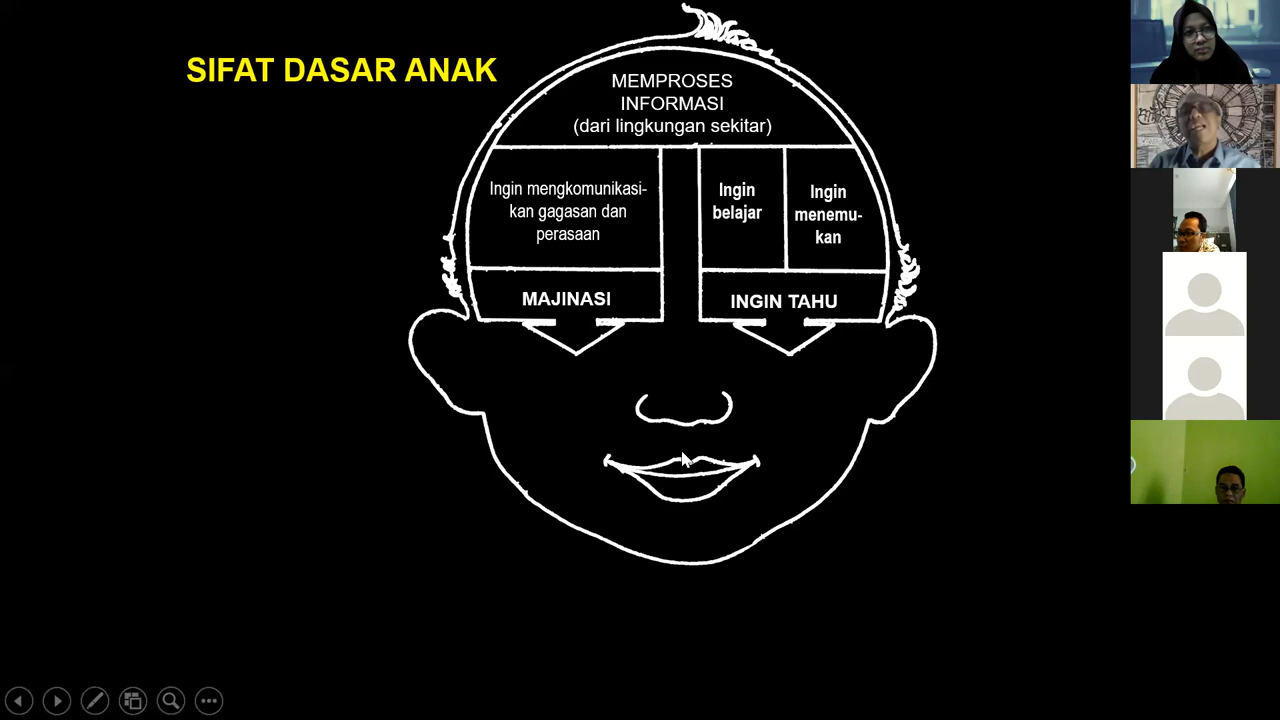 SIFAT DASAR ANAK
MEMPROSES
INFORMASI
(dari lingkungan sekitar)
Ingin mengkomunikasi-
kan gagasan dan
perasaan
Ingin
belajar
Ingin
menemu-
kan
MAJINASI
INGIN TAHU